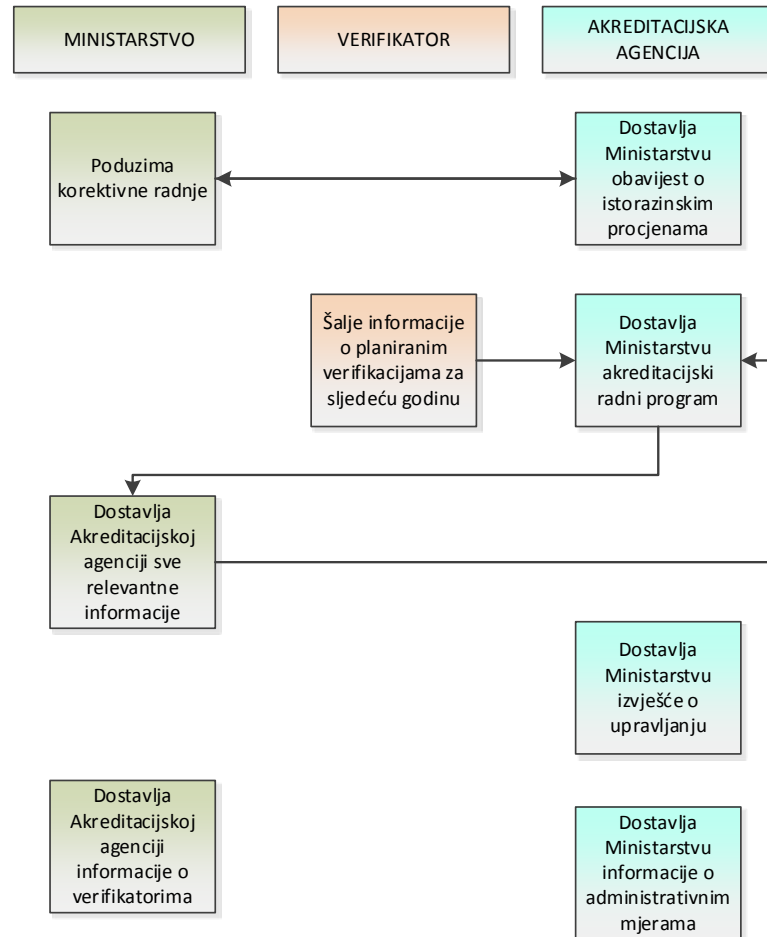 MINISTARSTVO
VERIFIKATOR
AKREDITACIJSKA
AGENCIJA
Poduzima
korektivne radnje
Dostavlja
Ministarstvu
obavijest o
istorazinskim
procjenama
Šalje informacije
o planiranim
verifikacijama za
sljedeću godinu
Dostavlja
Ministarstvu
akreditacijski
radni program
Dostavlja
Akreditacijskoj
agenciji sve
relevantne
informacije
Dostavlja
Ministarstvu
izvješće o
upravljanju
Dostavlja
Akreditacijskoj
agenciji
informacije o
verifikatorima
Dostavlja
Ministarstvu
informacije o
administrativnim
mjerama